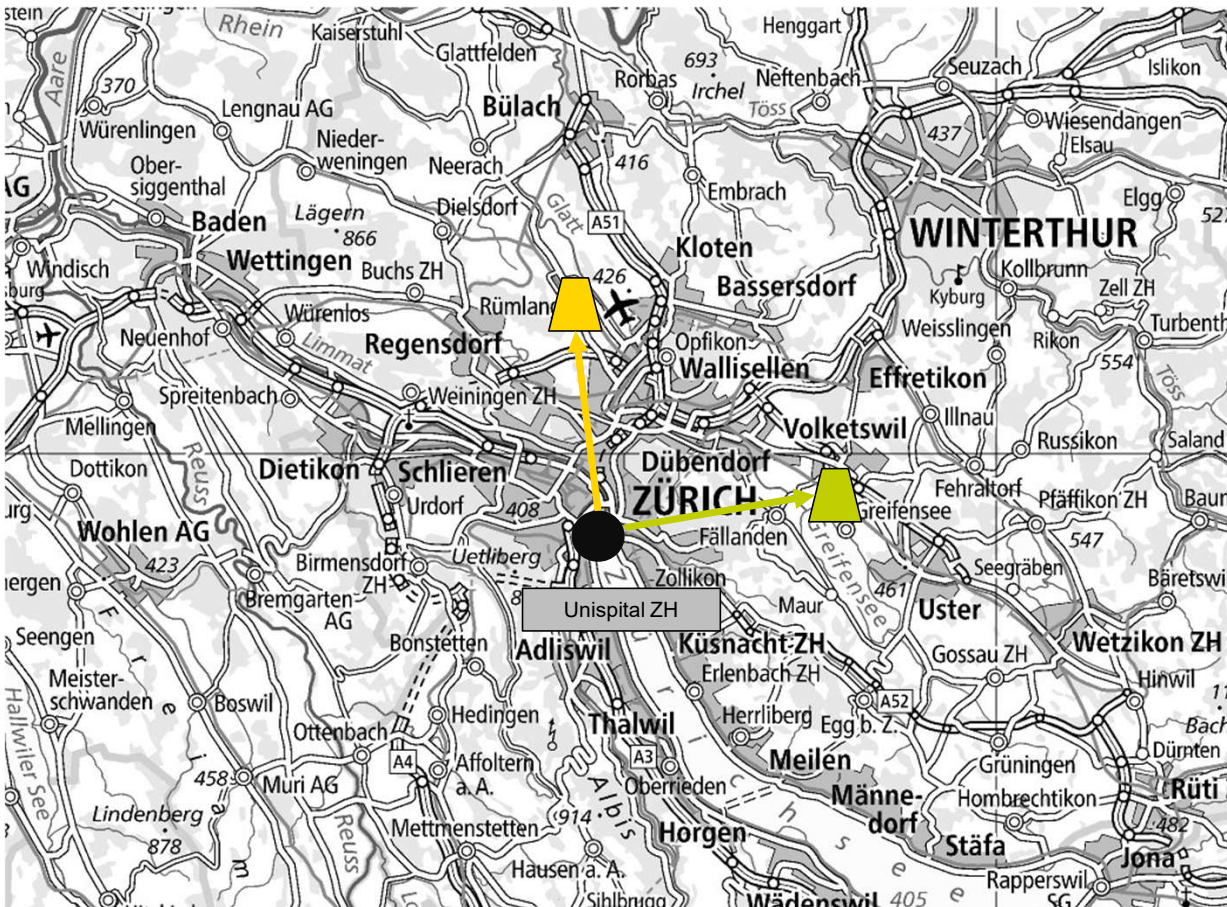 Rhein
Kaiserstuhl
Glattfelden
Henggart
Aare
370
Lengnau AG
Würenlingen
Bülach
693
Irchel
Rorbas
Neftenbach
Töss
Seuzach
Islikon
Wiesendangen
Elsau
437
Nieder-
weningen
Neerach
416
Embrach
Elgg
Ober-
siggenthal
AG
Baden
Lägern
866
Dielsdorf
Glatt
A51
Kloten
WINTERTHUR
Windisch
Wettingen
Buchs ZH
426
Bassersdorf
Kyburg
Kollbrunn
Zell ZH
Neuenhof
Würenlos
Limmat
Rümlang
Regensdorf
Opfikon
Wallisellen
Weisslingen
Rikon
554
Töss
Effretikon
Spreitenbach
Weiningen ZH
Mellingen
Reuss
Illnau
Russikon
Volketswil
Dottikon
Dietikon
Schlieren
Urdorf
408
Dübendorf
ZÜRICH
Fehraltorf
Pfäffikon ZH
547
Wohlen AG
423
Birmensdorf
ZH
Uetliberg
Fällanden
Greifensee
Greifensee
Seegräben
Bremgarten
AG
Zollikon
Maur
461
Uster
Unispital ZH
Seengen
Bonstetten
Adliswil
Küsnacht ZH
Wetzikon ZH
Gossau ZH
Meister-
schwanden
Boswil
Erlenbach ZH
Hinwil
Freiamt
Hedingen
Herrliberg
Egg b. Z.
A52
Ottenbach
Thalwil
Dürnten
Hallwiler See
A4
Affoltern
a. A.
A3
Oberrieden
Meilen
Grüningen
458
Muri AG
Albis
Zürichsee
Männe-
dorf
Hombrechtikon
Rüti
Lindenberg
878
Reuss
Mettmenstetten
914
Horgen
Stäfa
482
Jona
Hausen a. A.
Sihlbrugg
Wädenswil
405
Rapperswil
SG